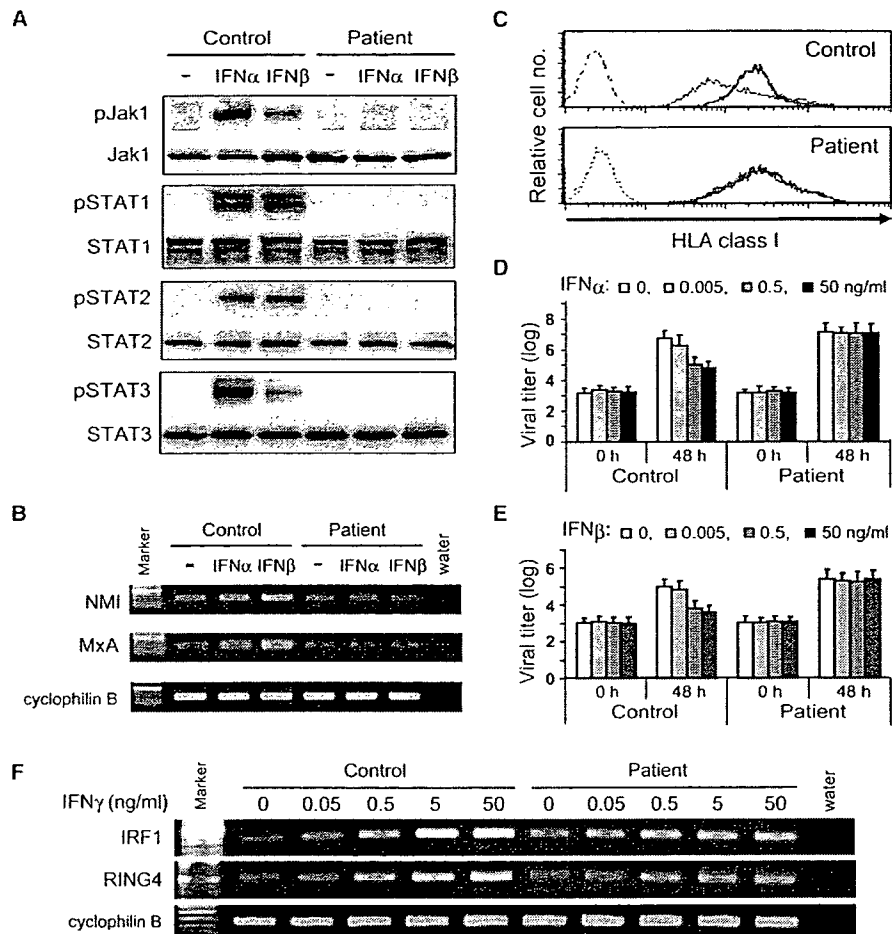 A
Control Patient
- IFNα IFNβ - IFNα IFNβ
pJak1
Jak1
pSTAT1
STAT1
pSTAT2
STAT2
pSTAT3
STAT3
B
Marker
Control Patient
- IFNα IFNβ - IFNα IFNβ
water
NMI
MxA
cyclophilin B
C
Relative cell no.
Control
Patient
HLA class I
D
IFNα: 0, 0.005, 0.5, 50 ng/ml
Viral titer (log)
8
6
4
2
0
0 h 48 h 0 h 48 h
Control Patient
E
IFNβ: 0, 0.005, 0.5, 50 ng/ml
Viral titer (log)
8
6
4
2
0
0 h 48 h 0 h 48 h
Control Patient
F
Marker
Control Patient
water
IFNγ (ng/ml) 0 0.05 0.5 5 50 0 0.05 0.5 5 50
IRF1
RING4
cyclophilin B